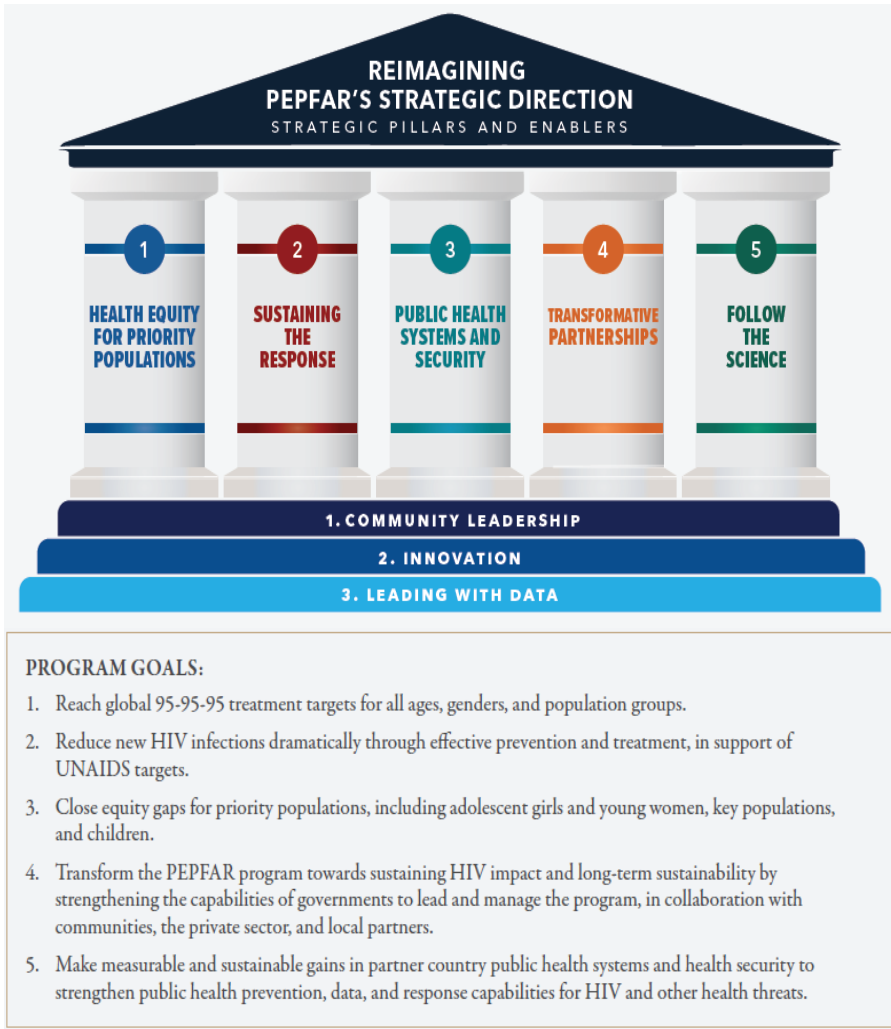 REIMAGINING
PEPFAR'S STRATEGIC DIRECTION
STRATEGIC PILLARS AND ENABLERS
1
HEALTH EQUITY
FOR PRIORITY
POPULATIONS
2
SUSTAINING
THE
RESPONSE
3
PUBLIC HEALTH
SYSTEMS AND
SECURITY
4
TRANSFORMATIVE
PARTNERSHIPS
5
FOLLOW
THE
SCIENCE
1. COMMUNITY LEADERSHIP
2. INNOVATION
3. LEADING WITH DATA
PROGRAM GOALS:
1. Reach global 95-95-95 treatment targets for all ages, genders, and population groups.
2. Reduce new HIV infections dramatically through effective prevention and treatment, in support of
UNAIDS targets.
3. Close equity gaps for priority populations, including adolescent girls and young women, key populations,
and children.
4. Transform the PEPFAR program towards sustaining HIV impact and long-term sustainability by
strengthening the capabilities of governments to lead and manage the program, in collaboration with
communities, the private sector, and local partners.
5. Make measurable and sustainable gains in partner country public health systems and health security to
strengthen public health prevention, data, and response capabilities for HIV and other health threats.